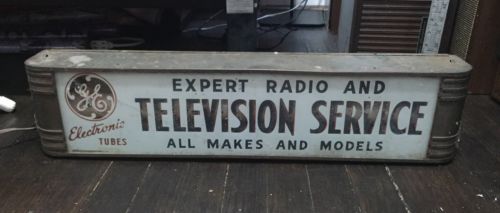 GE
Electronic
TUBES
EXPERT RADIO AND
TELEVISION SERVICE
ALL MAKES AND MODELS